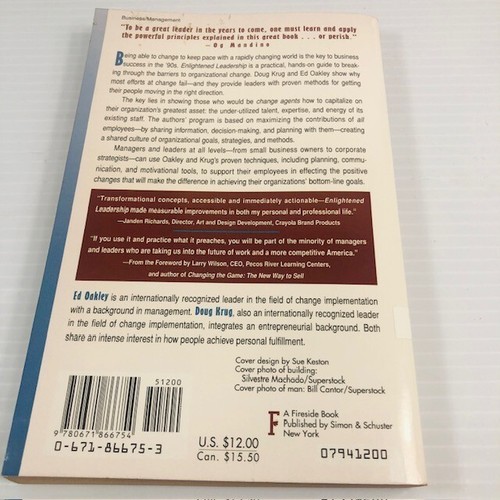 Business/Management
"To be a great leader in the years to come, one must learn and apply
the powerful principles explained in this great book . . . or perish."
—Og Mandino
Being able to change to keep pace with a rapidly changing world is the key to business
success in the '90s. Enlightened Leadership is a practical, hands-on guide to break-
ing through the barriers to organizational change. Doug Krug and Ed Oakley show why
most efforts at change fail—and they provide leaders with proven methods for getting
their people moving in the right direction.
The key lies in showing those who would be change agents how to capitalize on
their organization's greatest asset: the under-utilized talent, expertise, and energy of its
existing staff. The authors' program is based on maximizing the contributions of all
employees—by sharing information, decision-making, and planning with them—creating
a shared culture of organizational goals, strategies, and methods.
Managers and leaders at all levels—from small business owners to corporate
strategists—can use Oakley and Krug's proven techniques, including planning, commu-
nication, and motivational tools, to support their employees in effecting the positive
changes that will make the difference in achieving their organizations' bottom-line goals.
"Transformational concepts, accessible and immediately actionable—Enlightened
Leadership made measurable improvements in both my personal and professional life."
—Janden Richards, Director, Art and Design Development, Crayola Brand Products
"If you use it and practice what it preaches, you will be part of the minority of managers
and leaders who are taking us into the future of work and a more competitive America."
—From the Foreword by Larry Wilson, CEO, Pecos River Learning Centers,
and author of Changing the Game: The New Way to Sell
Ed Oakley is an internationally recognized leader in the field of change implementation
with a background in management. Doug Krug, also an internationally recognized leader
in the field of change implementation, integrates an entrepreneurial background. Both
share an intense interest in how people achieve personal fulfillment.
Cover design by Sue Keston
Cover photo of building:
Silvestre Machado/Superstock
Cover photo of man: Bill Cantor/Superstock
51200
9 780671 866754
0-671-86675-3
U.S. $12.00
Can. $15.50
F
A Fireside Book
Published by Simon & Schuster
New York
07941200